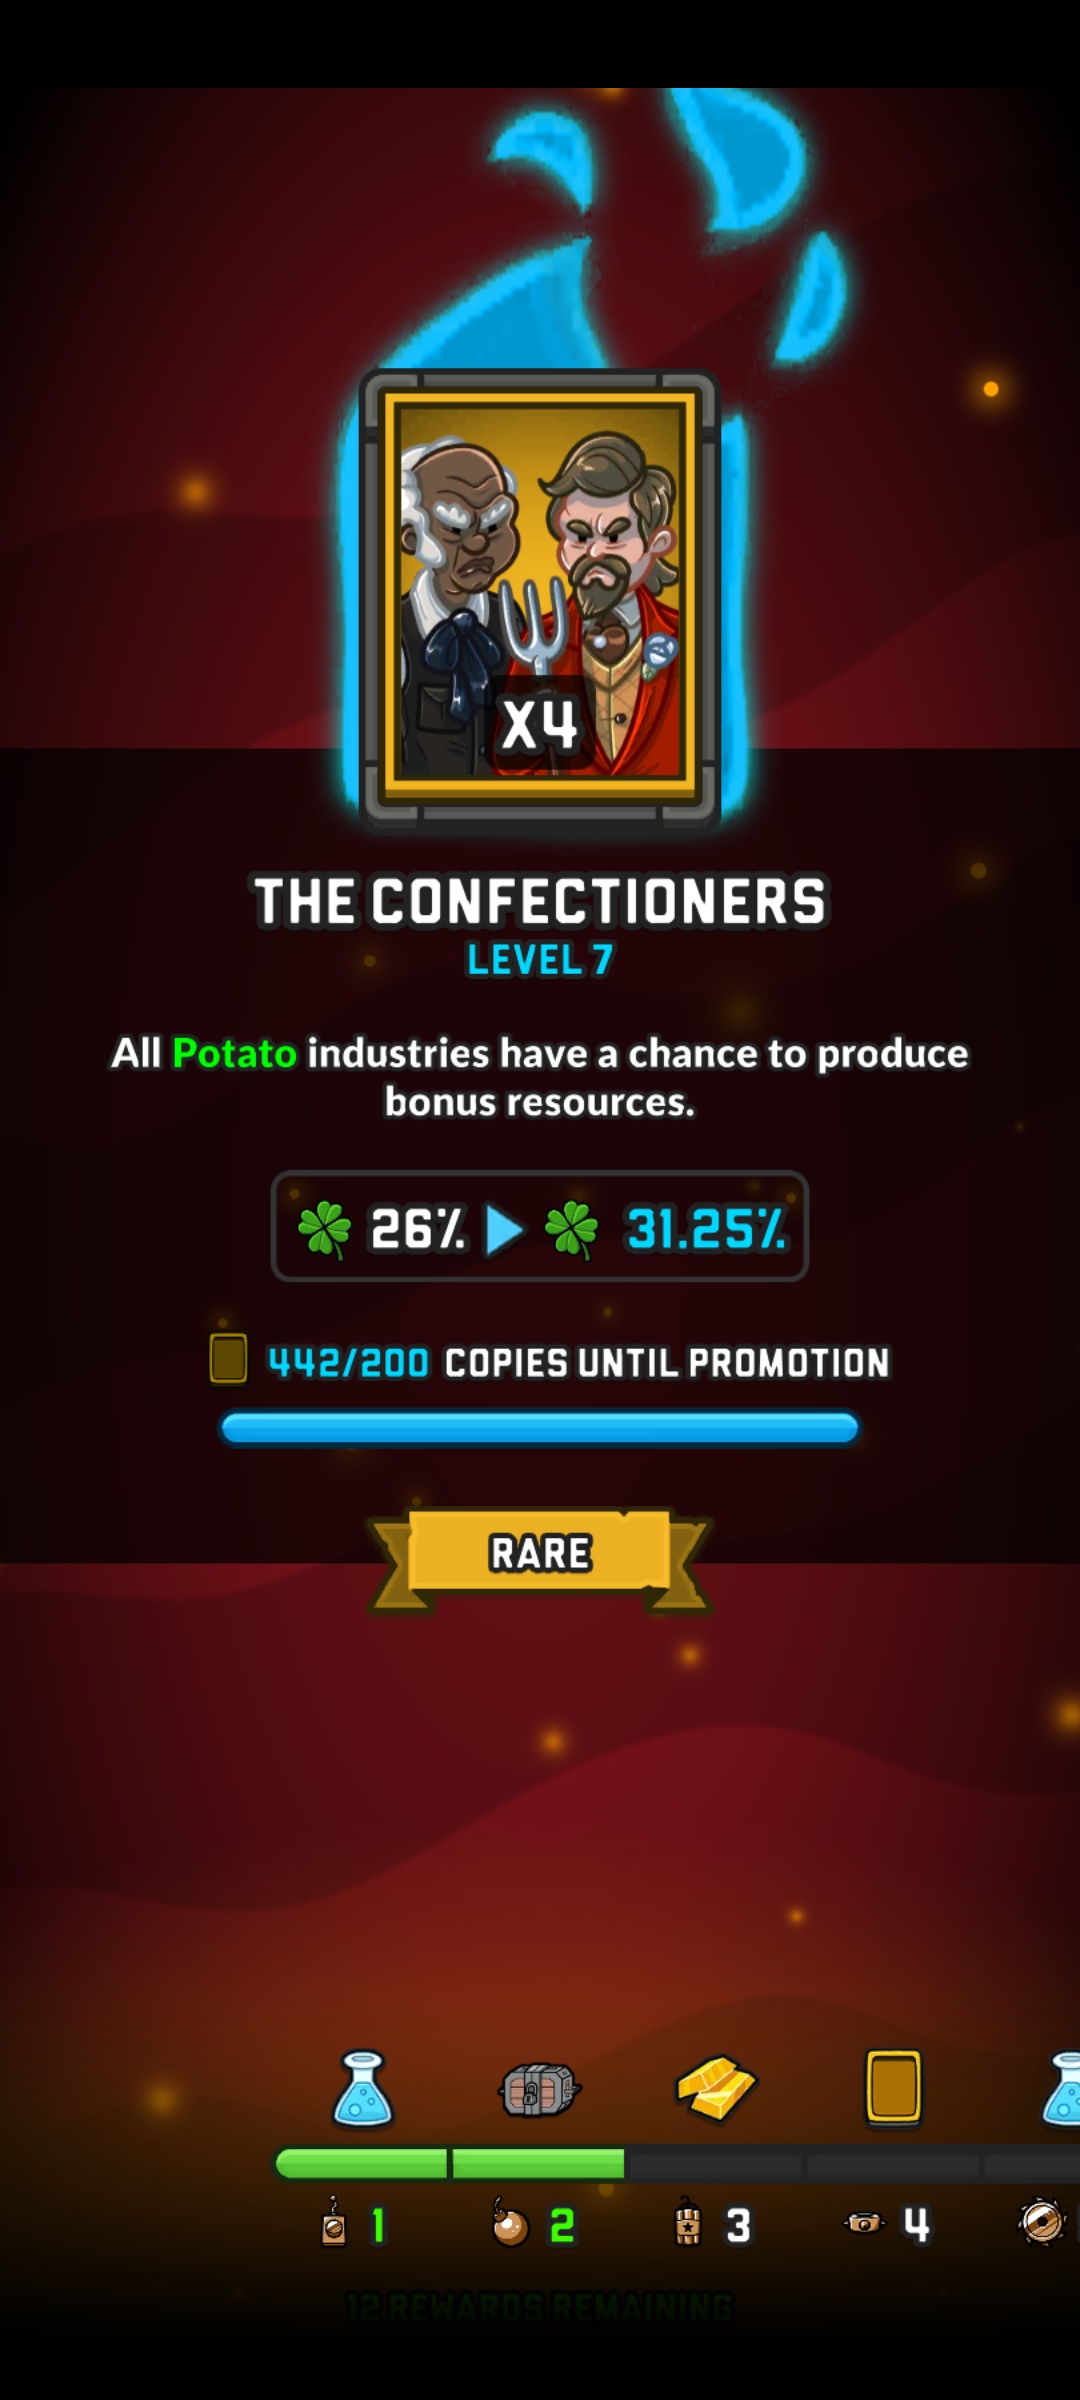 X4
THE CONFECTIONERS
LEVEL 7
All Potato industries have a chance to produce
bonus resources.
26% 31.25%
442/200 COPIES UNTIL PROMOTION
RARE
1 2 3 4
12 REWARDS REMAINING